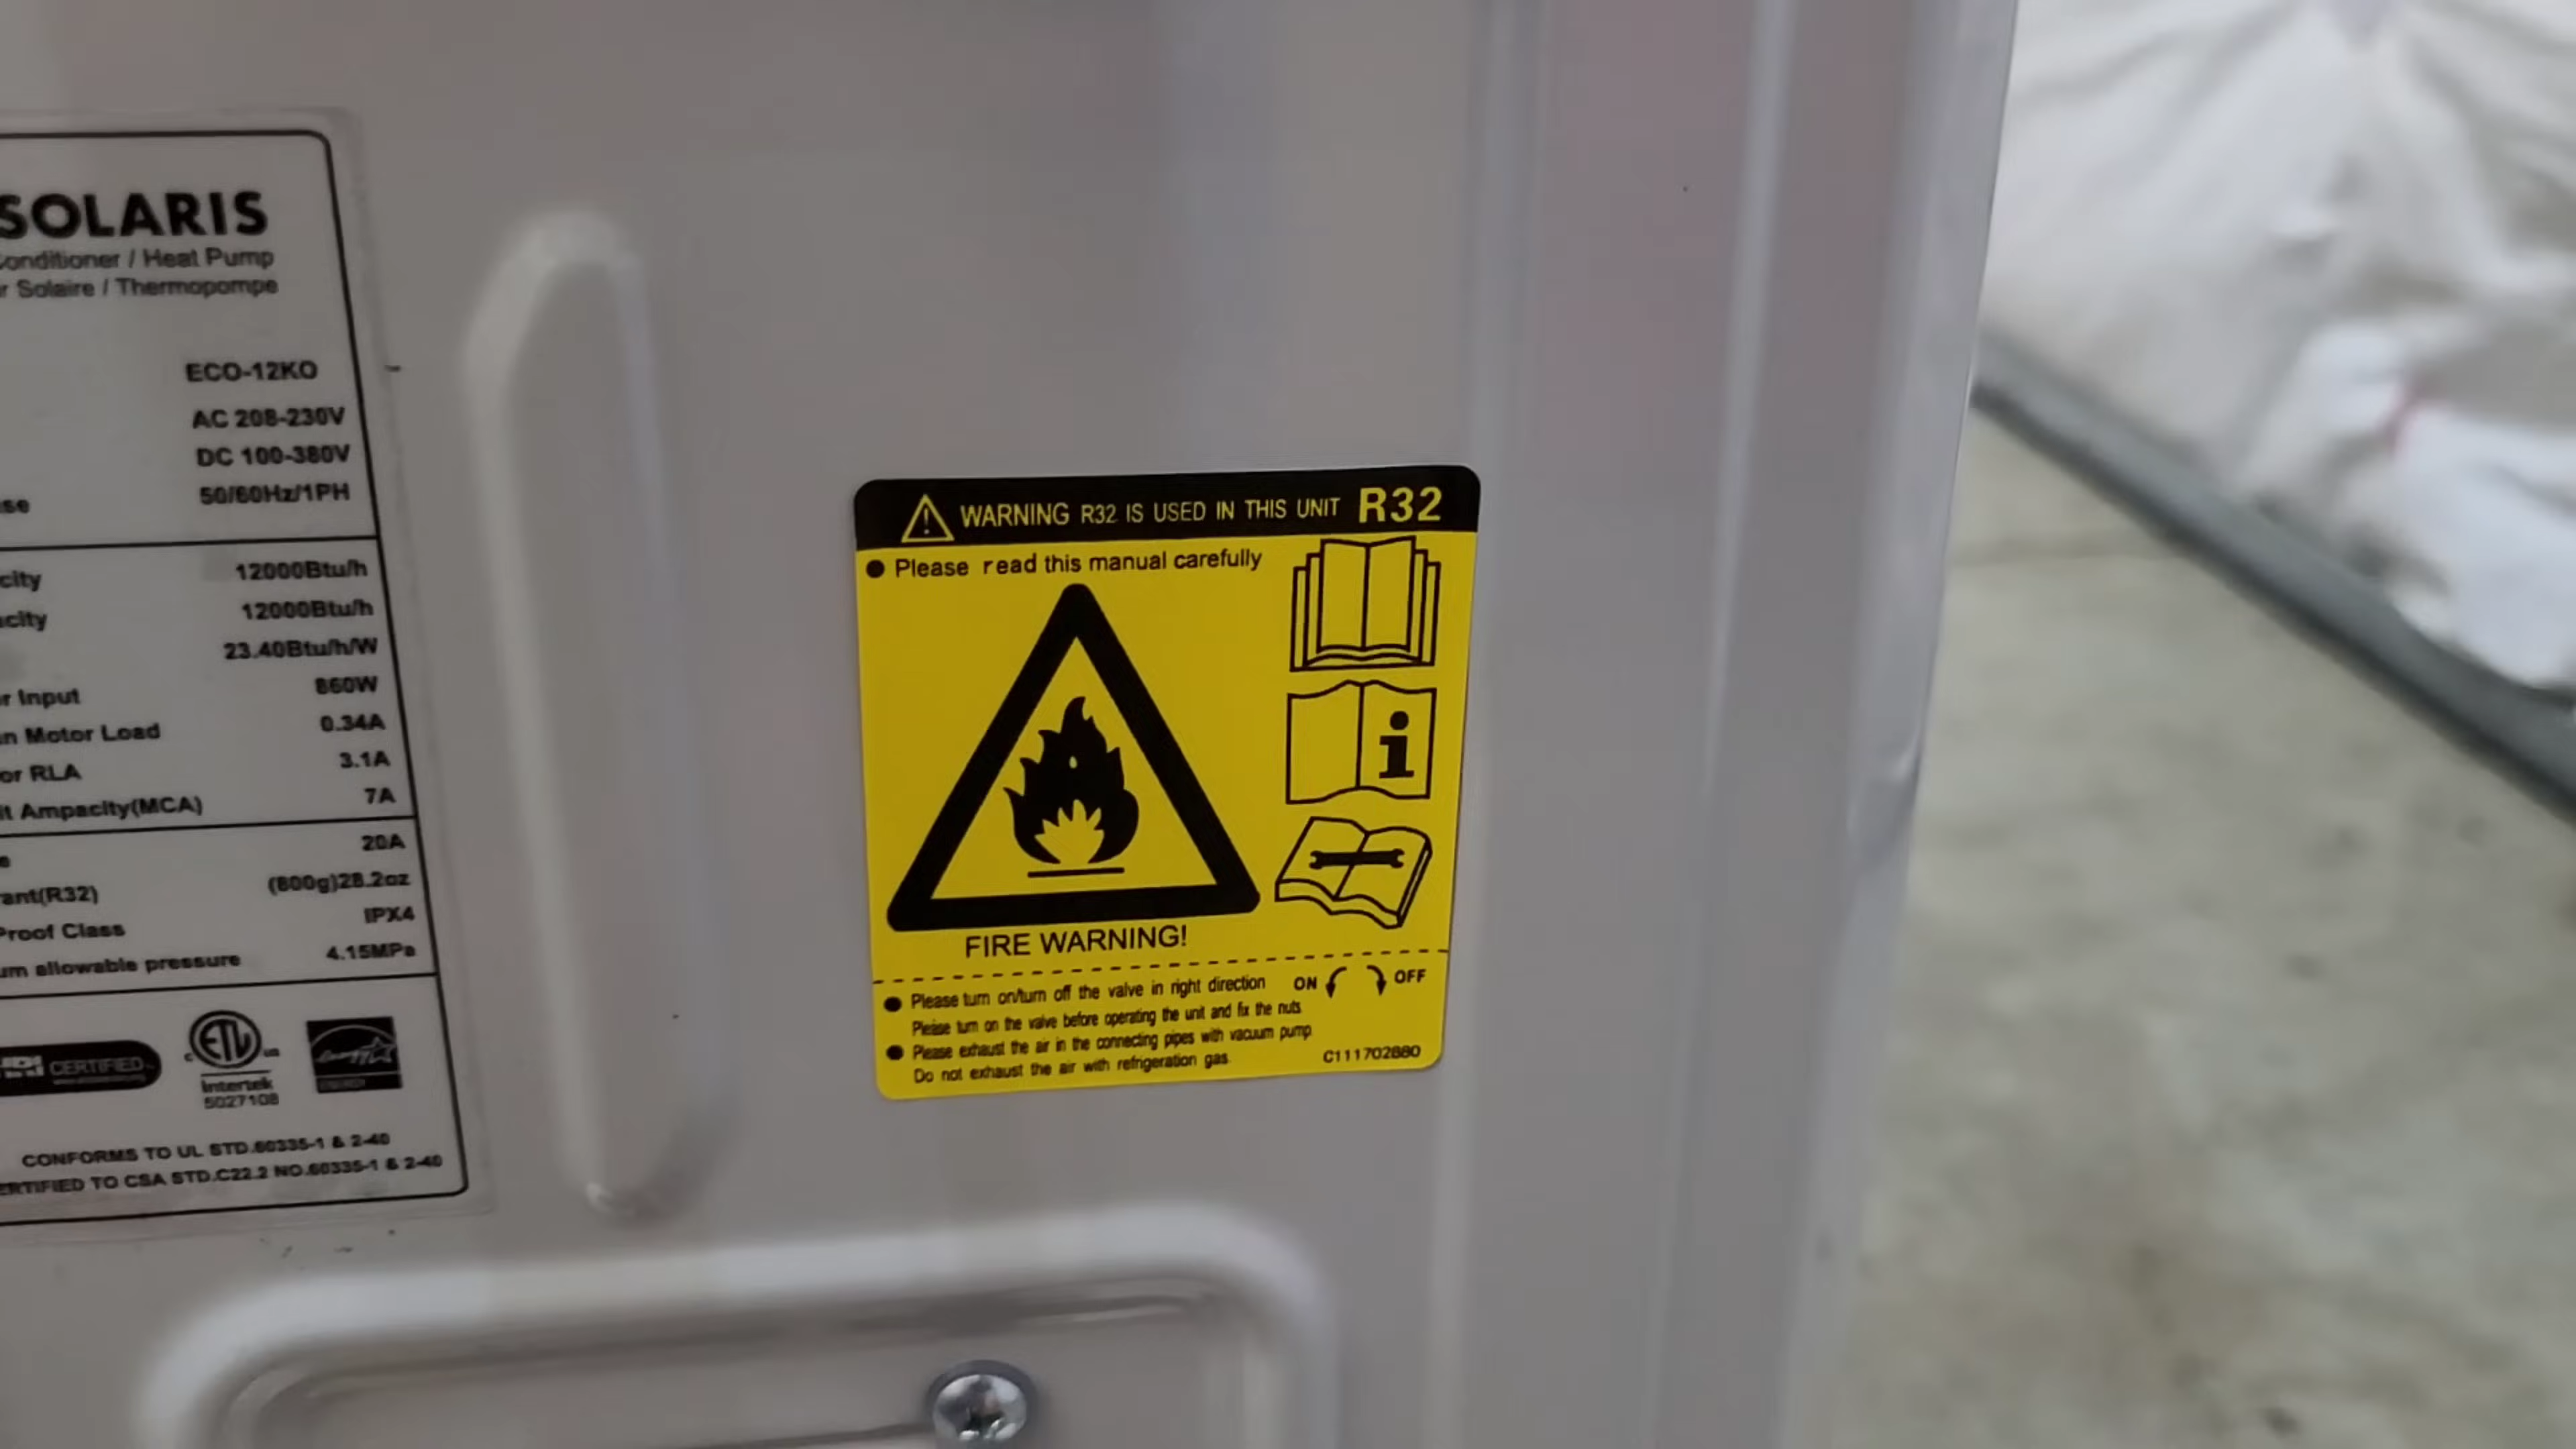 SOLARIS
onditioner / Heat Pump
r Solaire / Thermopompe
ECO-12KO
AC 208-230V
DC 100-380V
se 50/60Hz/1PH
city 12000Btu/h
acity 12000Btu/h
23.40Btu/h/W
r Input 860W
n Motor Load 0.34A
or RLA 3.1A
it Ampacity(MCA) 7A
e 20A
ant(R32) (800g)28.2oz
Proof Class IPX4
um allowable pressure 4.15MPa
CERTIFIED
C ETL US
Intertek
5027108
CONFORMS TO UL STD.60335-1 & 2-40
ERTIFIED TO CSA STD.C22.2 NO.60335-1 & 2-40
WARNING R32 IS USED IN THIS UNIT R32
● Please read this manual carefully
i
FIRE WARNING!
● Please turn on/turn off the valve in right direction ON OFF
Please turn on the valve before operating the unit and fix the nuts
● Please exhaust the air in the connecting pipes with vacuum pump
Do not exhaust the air with refrigeration gas C111702880